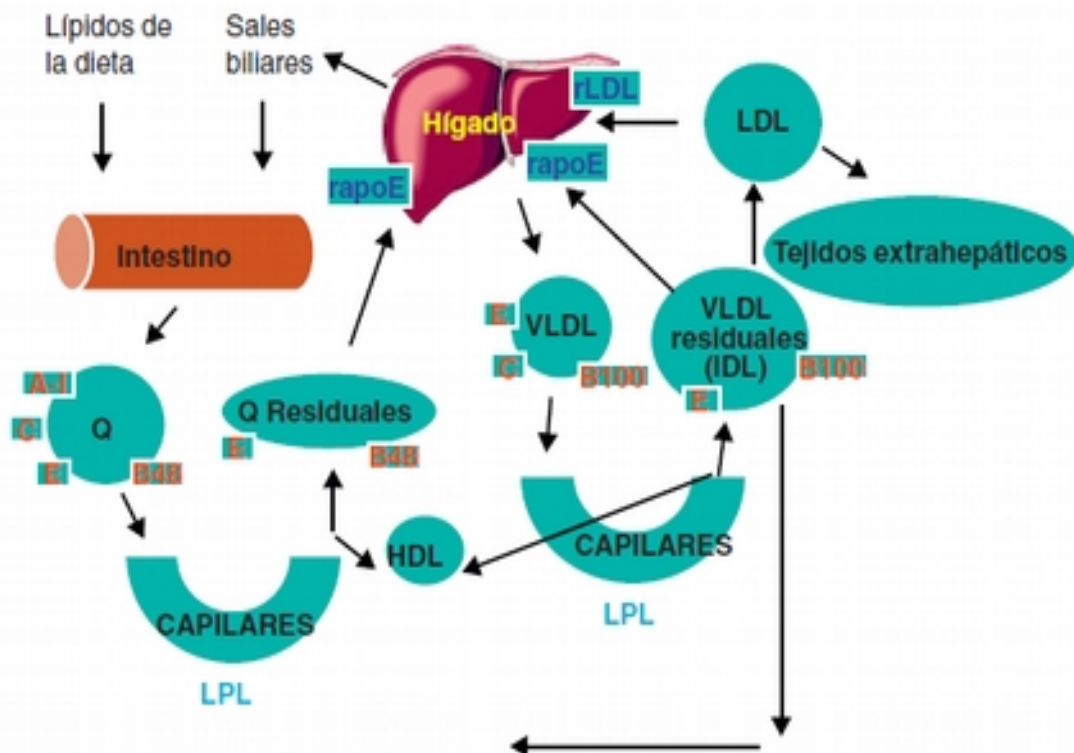 Lípidos de
la dieta
Sales
biliares
Hígado
rLDL
rapoE
rapoE
LDL
Tejidos extrahepáticos
Intestino
VLDL
E
C
B100
VLDL
residuales
(IDL)
E
B100
A-I
C
Q
E
B48
Q Residuales
E
B48
HDL
CAPILARES
LPL
CAPILARES
LPL